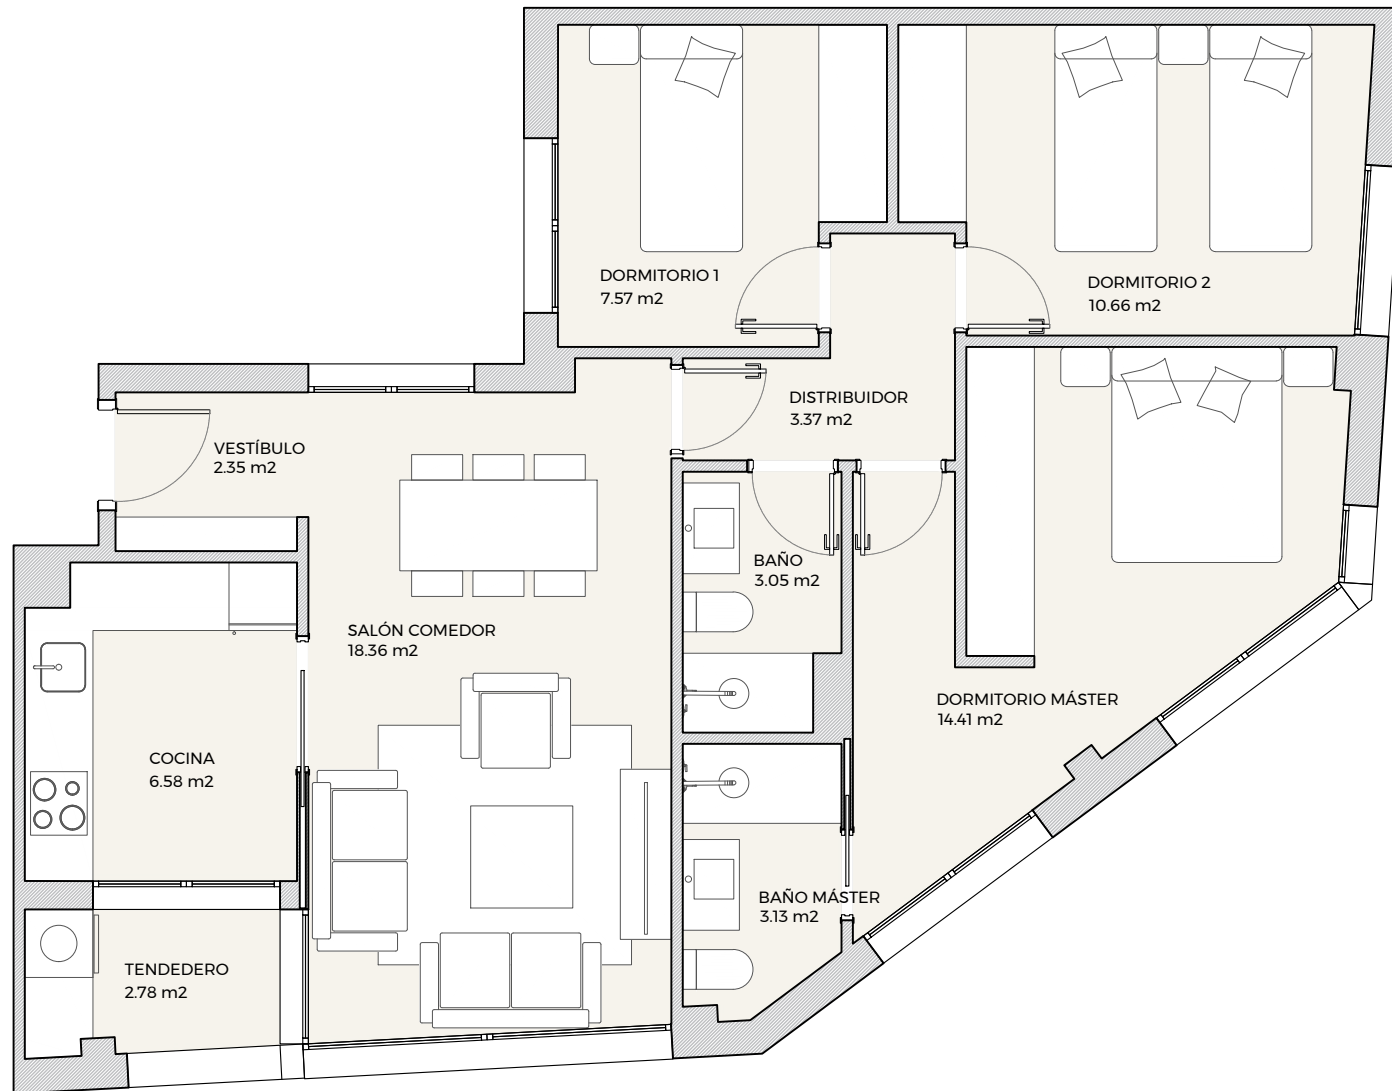 DORMITORIO 1
7.57 m2
DORMITORIO 2
10.66 m2
DISTRIBUIDOR
3.37 m2
VESTÍBULO
2.35 m2
BAÑO
3.05 m2
SALÓN COMEDOR
18.36 m2
DORMITORIO MÁSTER
14.41 m2
COCINA
6.58 m2
BAÑO MÁSTER
3.13 m2
TENDEDERO
2.78 m2